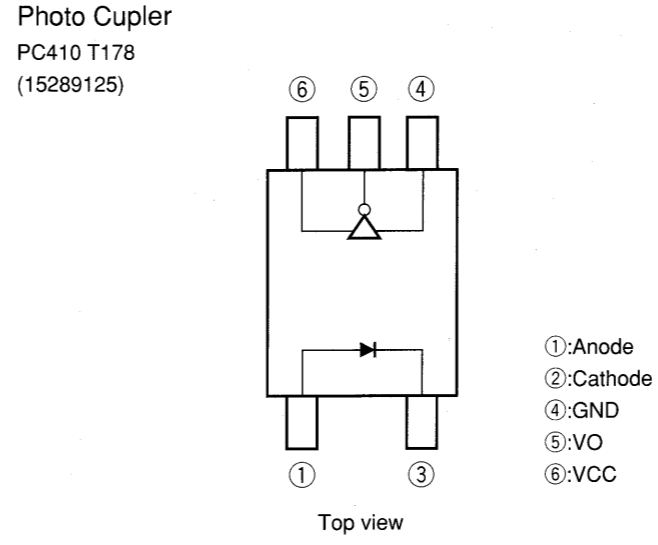 Photo Cupler
PC410 T178
(15289125)
⑥ ⑤ ④
① ③
①:Anode
②:Cathode
④:GND
⑤:VO
⑥:VCC
Top view